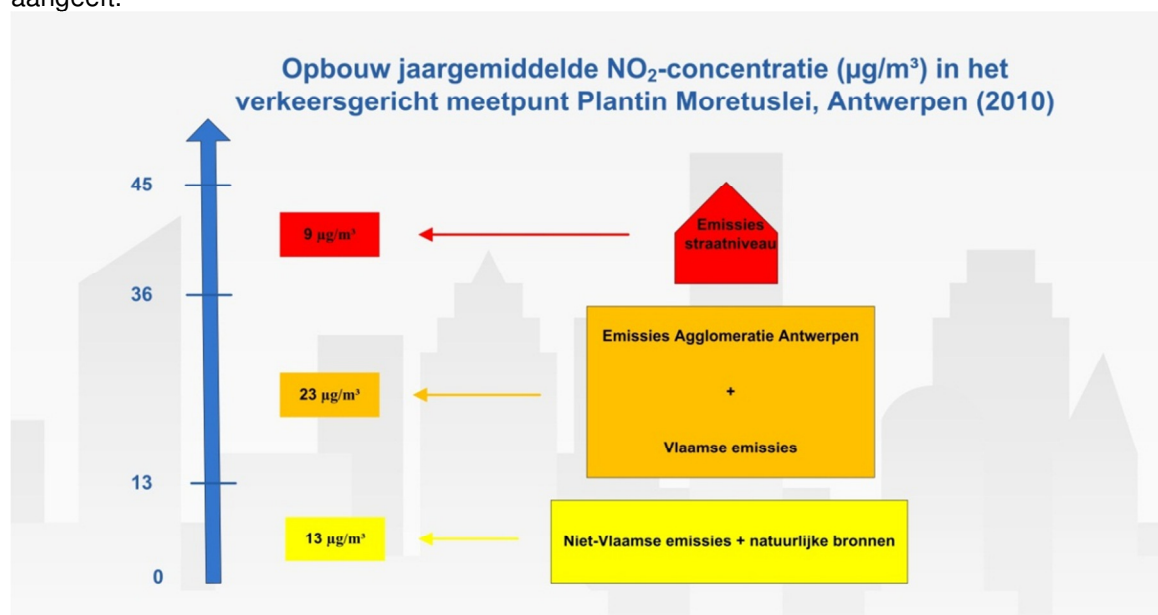 aangeeft.
Opbouw jaargemiddelde NO₂-concentratie (µg/m³) in het
verkeersgericht meetpunt Plantin Moretuslei, Antwerpen (2010)
45
9 µg/m³
Emissies
straatniveau
36
Emissies Agglomeratie Antwerpen
23 µg/m³
+
Vlaamse emissies
13
13 µg/m³
Niet-Vlaamse emissies + natuurlijke bronnen
0